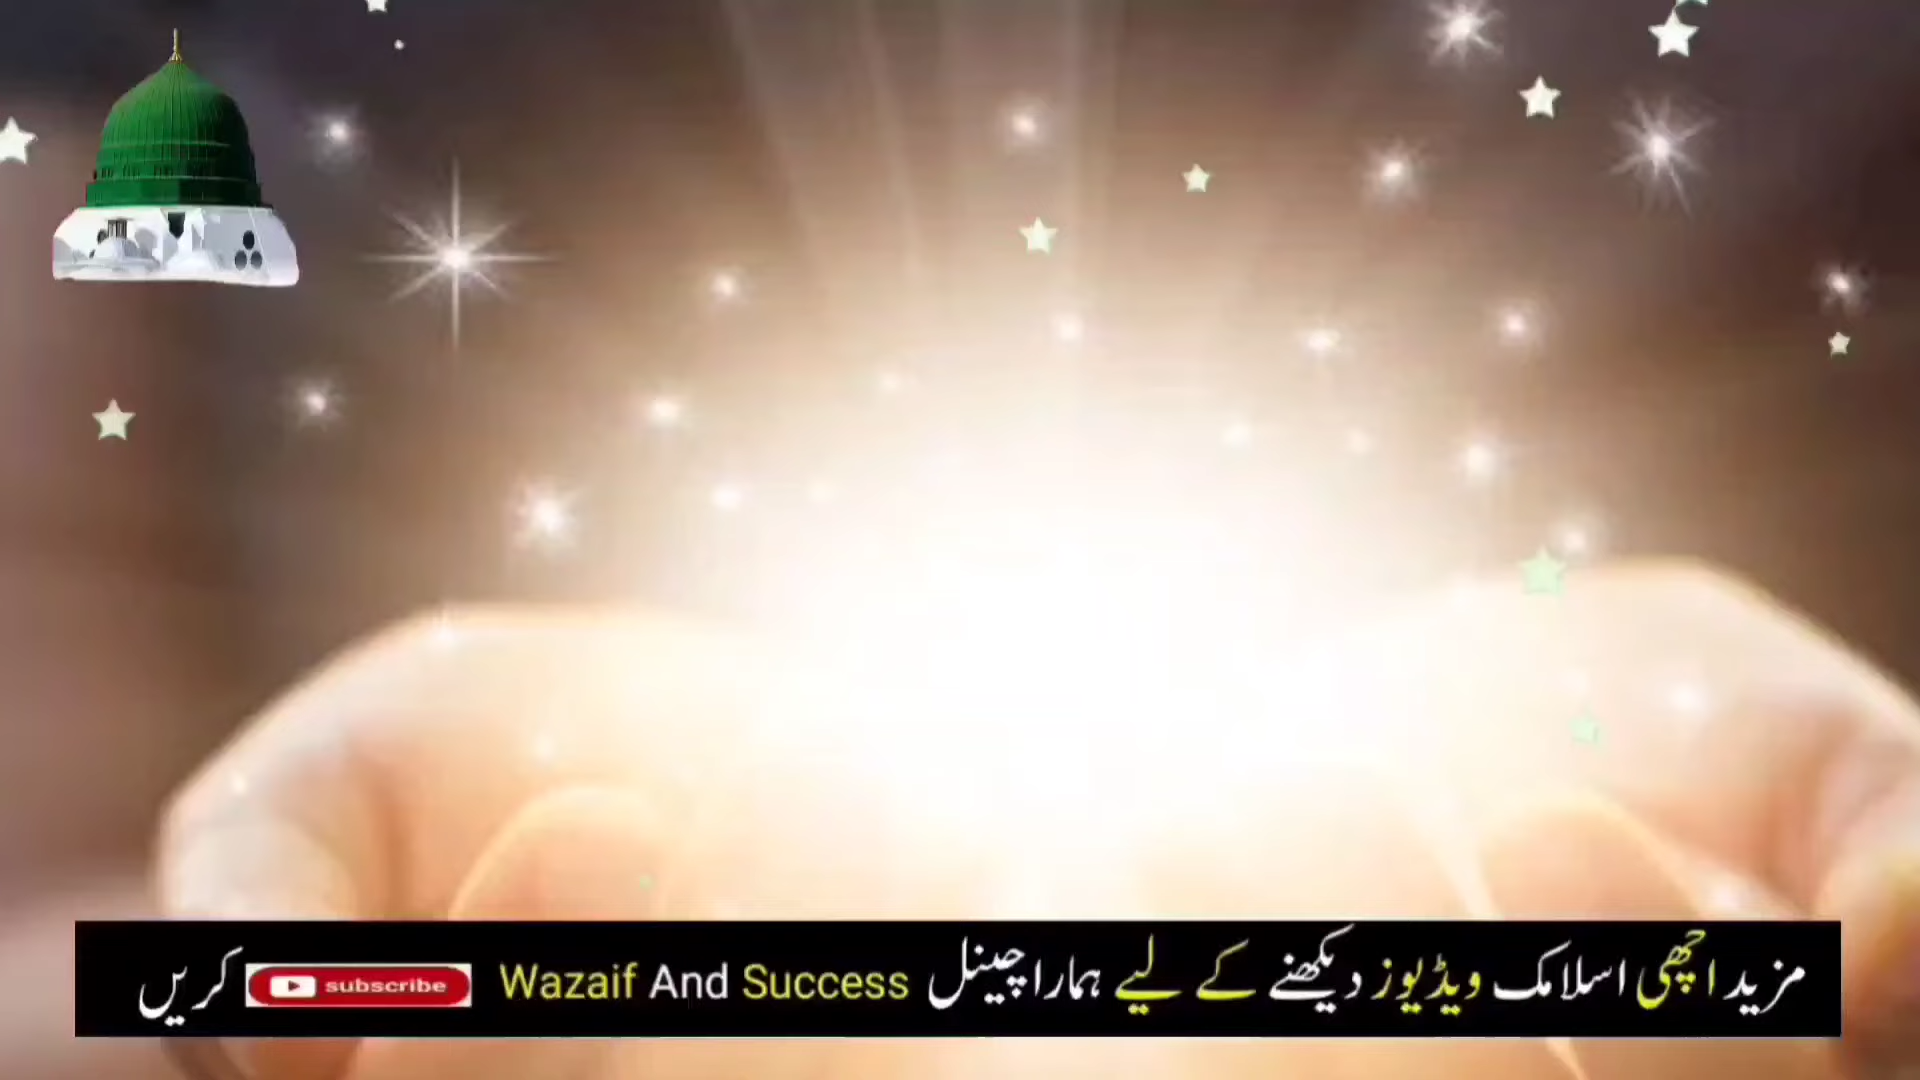 مزید اچھی اسلامک ویڈیوز دیکھنے کے لیے ہمارا چینل Wazaif And Success subscribe کریں